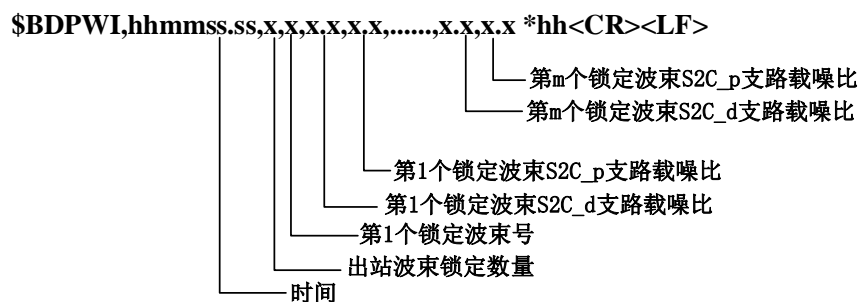 $BDPWI,hhmmss.ss,x,x,x.x,x.x,......,x.x,x.x *hh<CR><LF>
第m个锁定波束S2C_p支路载噪比
第m个锁定波束S2C_d支路载噪比
第1个锁定波束S2C_p支路载噪比
第1个锁定波束S2C_d支路载噪比
第1个锁定波束号
出站波束锁定数量
时间